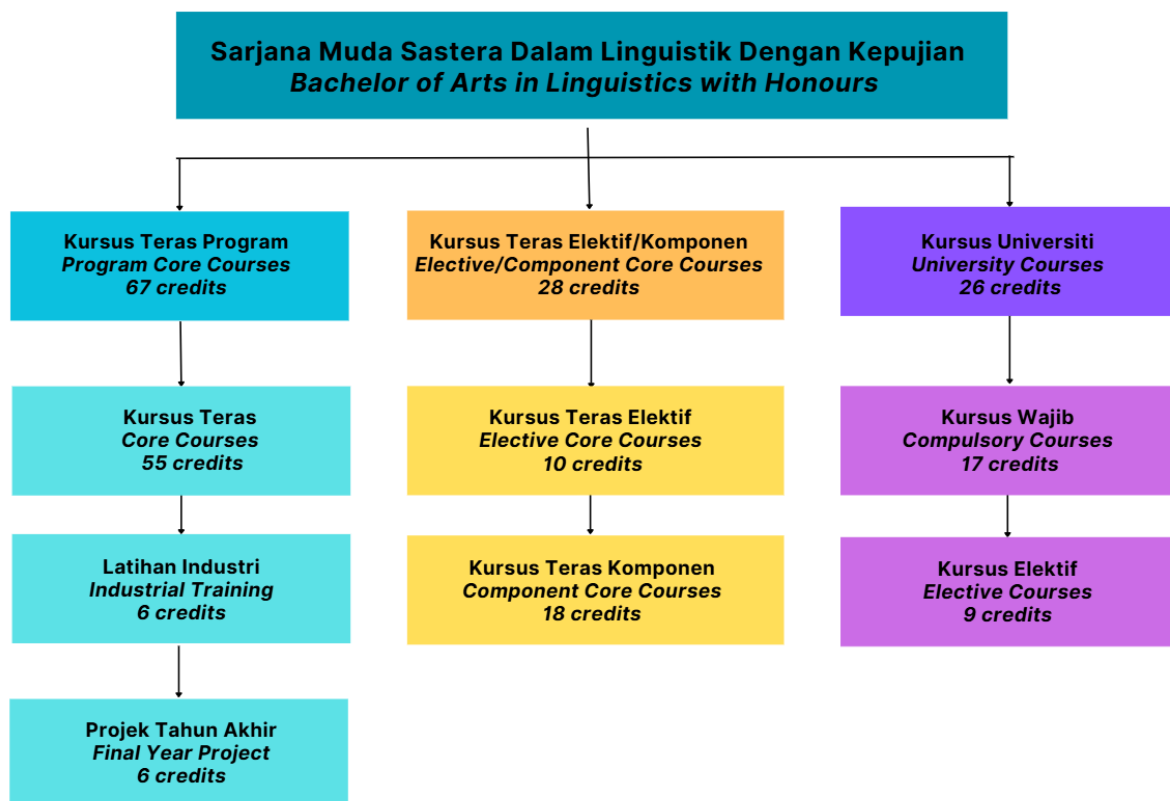 Sarjana Muda Sastera Dalam Linguistik Dengan Kepujian
Bachelor of Arts in Linguistics with Honours
Kursus Teras Program
Program Core Courses
67 credits
Kursus Teras Elektif/Komponen
Elective/Component Core Courses
28 credits
Kursus Universiti
University Courses
26 credits
Kursus Teras
Core Courses
55 credits
Kursus Teras Elektif
Elective Core Courses
10 credits
Kursus Wajib
Compulsory Courses
17 credits
Latihan Industri
Industrial Training
6 credits
Kursus Teras Komponen
Component Core Courses
18 credits
Kursus Elektif
Elective Courses
9 credits
Projek Tahun Akhir
Final Year Project
6 credits